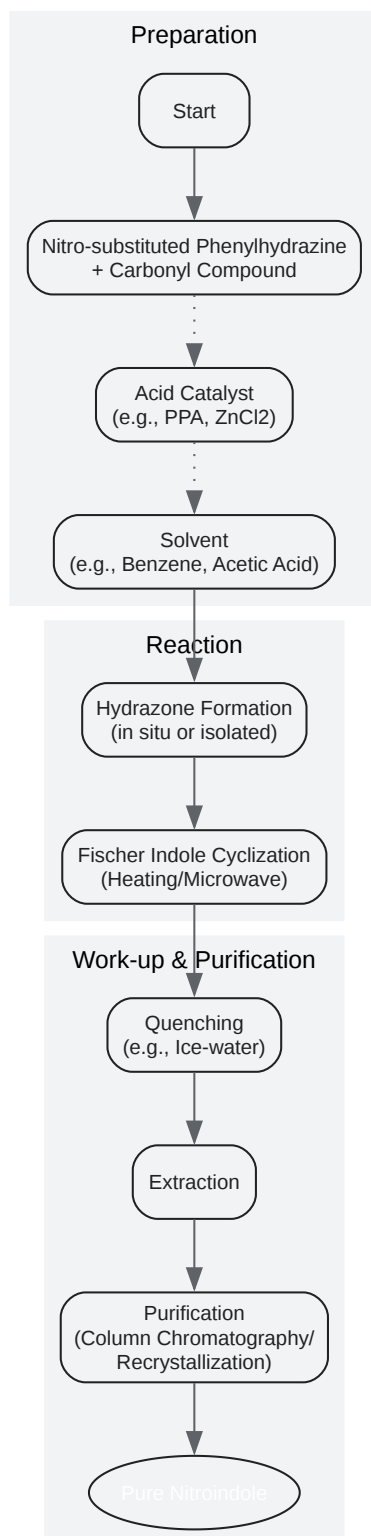 Preparation
Start
Nitro-substituted Phenylhydrazine
+ Carbonyl Compound
Acid Catalyst
(e.g., PPA, ZnCl2)
Solvent
(e.g., Benzene, Acetic Acid)
Reaction
Hydrazone Formation
(in situ or isolated)
Fischer Indole Cyclization
(Heating/Microwave)
Work-up & Purification
Quenching
(e.g., Ice-water)
Extraction
Purification
(Column Chromatography/
Recrystallization)
Pure Nitroindole